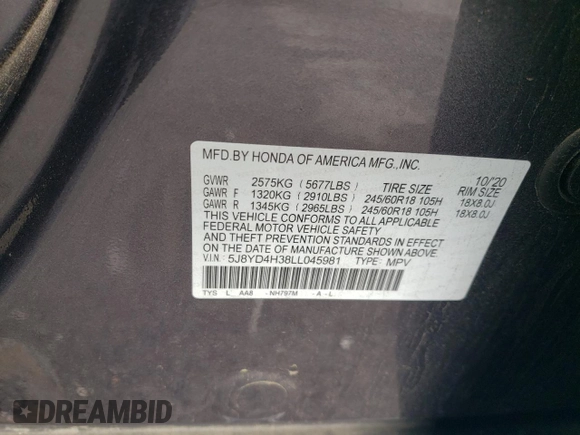 MFD.BY HONDA OF AMERICA MFG.,INC.
10/'20
GVWR 2575KG (5677LBS) TIRE SIZE RIM SIZE
GAWR F 1320KG (2910LBS) 245/60R18 105H 18X8.0J
GAWR R 1345KG (2965LBS) 245/60R18 105H 18X8.0J
THIS VEHICLE CONFORMS TO ALL APPLICABLE
FEDERAL MOTOR VEHICLE SAFETY
AND THEFT PREVENTION STANDARDS IN EFFECT
ON THE DATE OF MANUFACTURE SHOWN ABOVE.
V.I.N.: 5J8YD4H38LL045981 TYPE: MPV
TYS L AA8 -NH797M -A-L
DREAMBID